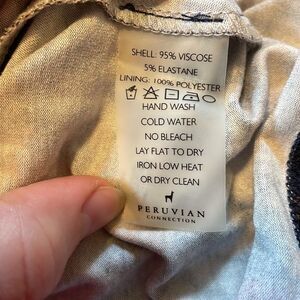 SHELL: 95% VISCOSE
5% ELASTANE
LINING: 100% POLYESTER
HAND WASH
COLD WATER
NO BLEACH
LAY FLAT TO DRY
IRON LOW HEAT
OR DRY CLEAN
PERUVIAN
CONNECTION